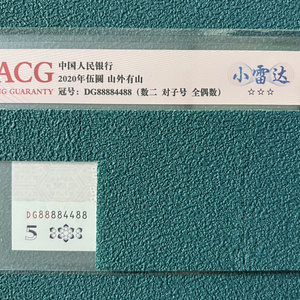 ACG
NG GUARANTY
中国人民银行
2020年伍圆 山外有山
冠号：DG88884488（数二 对子号 全偶数）
小雷达
☆☆☆
DG88884488
5